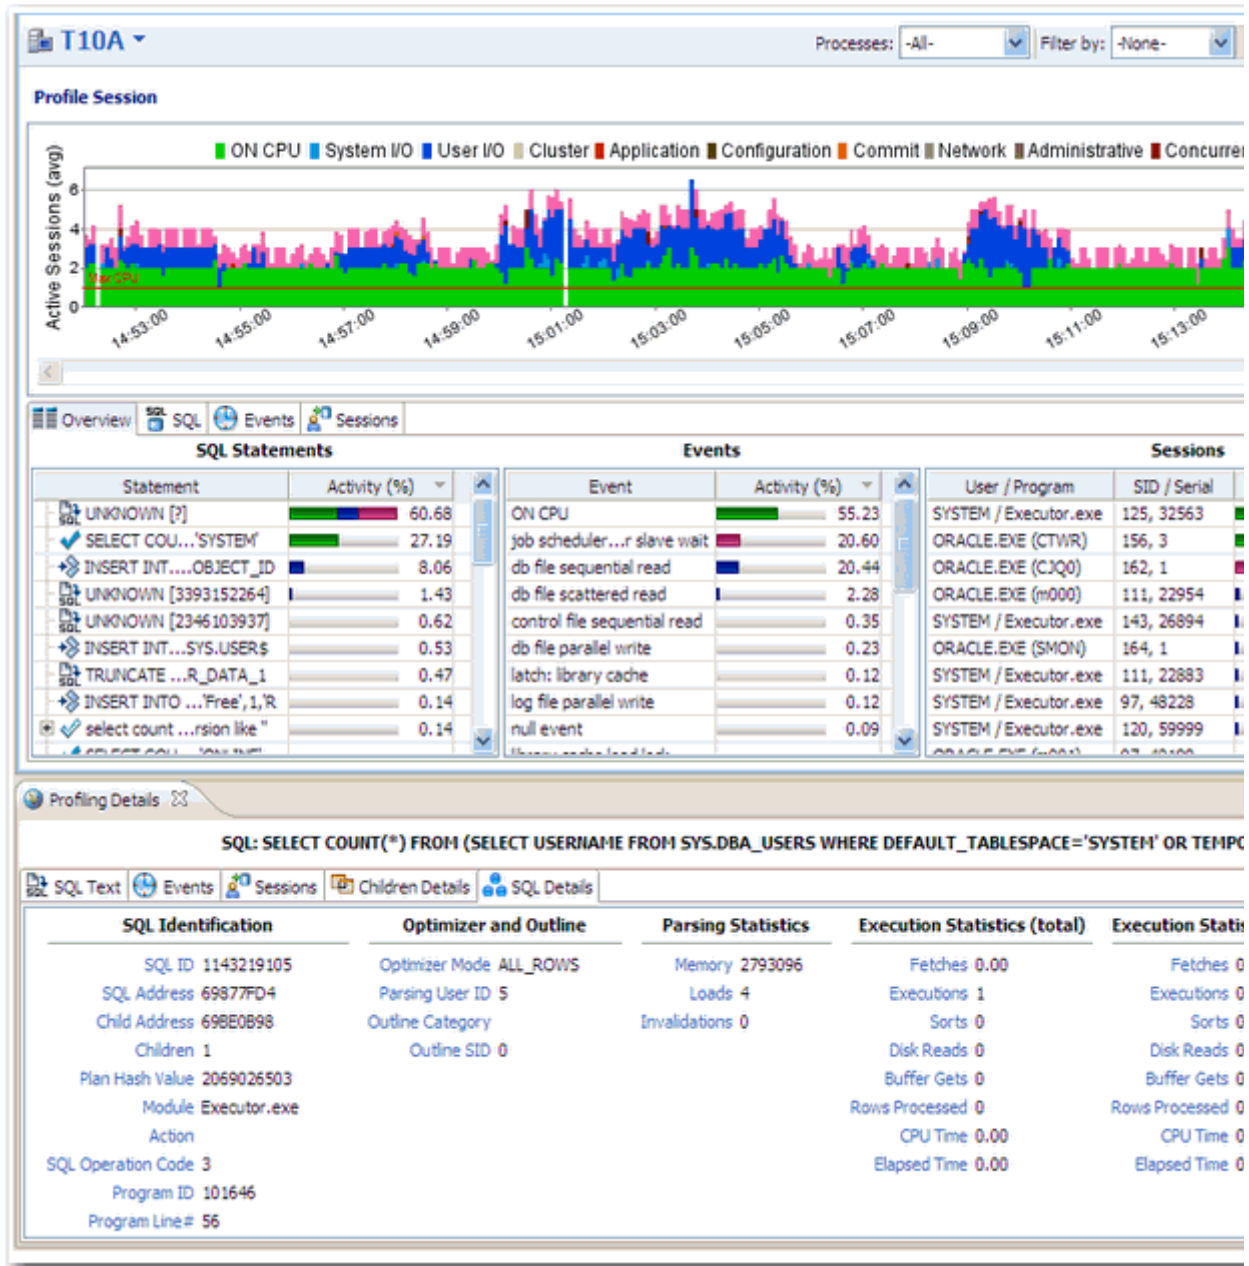 T10A
Processes: -All- Filter by: -None-
Profile Session
ON CPU System I/O User I/O Cluster Application Configuration Commit Network Administrative Concurre
Active Sessions (avg)
6
4
2
0
Max CPU
14:53:00 14:55:00 14:57:00 14:59:00 15:01:00 15:03:00 15:05:00 15:07:00 15:09:00 15:11:00 15:13:00
Overview SQL Events Sessions
SQL Statements Events Sessions
Statement Activity (%) Event Activity (%) User / Program SID / Serial
UNKNOWN [?] 60.68 ON CPU 55.23 SYSTEM / Executor.exe 125, 32563
SELECT COU...'SYSTEM' 27.19 job scheduler...r slave wait 20.60 ORACLE.EXE (CTWR) 156, 3
INSERT INT....OBJECT_ID 8.06 db file sequential read 20.44 ORACLE.EXE (CJQ0) 162, 1
UNKNOWN [3393152264] 1.43 db file scattered read 2.28 ORACLE.EXE (m000) 111, 22954
UNKNOWN [2346103937] 0.62 control file sequential read 0.35 SYSTEM / Executor.exe 143, 26894
INSERT INT...SYS.USER$ 0.53 db file parallel write 0.23 ORACLE.EXE (SMON) 164, 1
TRUNCATE ...R_DATA_1 0.47 latch: library cache 0.12 SYSTEM / Executor.exe 111, 22883
INSERT INTO ...'Free',1,'R 0.14 log file parallel write 0.12 SYSTEM / Executor.exe 97, 48228
select count ...rsion like " 0.14 null event 0.09 SYSTEM / Executor.exe 120, 59999
Profiling Details
SQL: SELECT COUNT(*) FROM (SELECT USERNAME FROM SYS.DBA_USERS WHERE DEFAULT_TABLESPACE='SYSTEM' OR TEMPO
SQL Text Events Sessions Children Details SQL Details
SQL Identification Optimizer and Outline Parsing Statistics Execution Statistics (total) Execution Statis
SQL ID 1143219105 Optimizer Mode ALL_ROWS Memory 2793096 Fetches 0.00 Fetches 0
SQL Address 69877FD4 Parsing User ID 5 Loads 4 Executions 1 Executions 0
Child Address 69BE0B98 Outline Category Invalidations 0 Sorts 0 Sorts 0
Children 1 Outline SID 0 Disk Reads 0 Disk Reads 0
Plan Hash Value 2069026503 Buffer Gets 0 Buffer Gets 0
Module Executor.exe Rows Processed 0 Rows Processed 0
Action CPU Time 0.00 CPU Time 0
SQL Operation Code 3 Elapsed Time 0.00 Elapsed Time 0
Program ID 101646
Program Line# 56